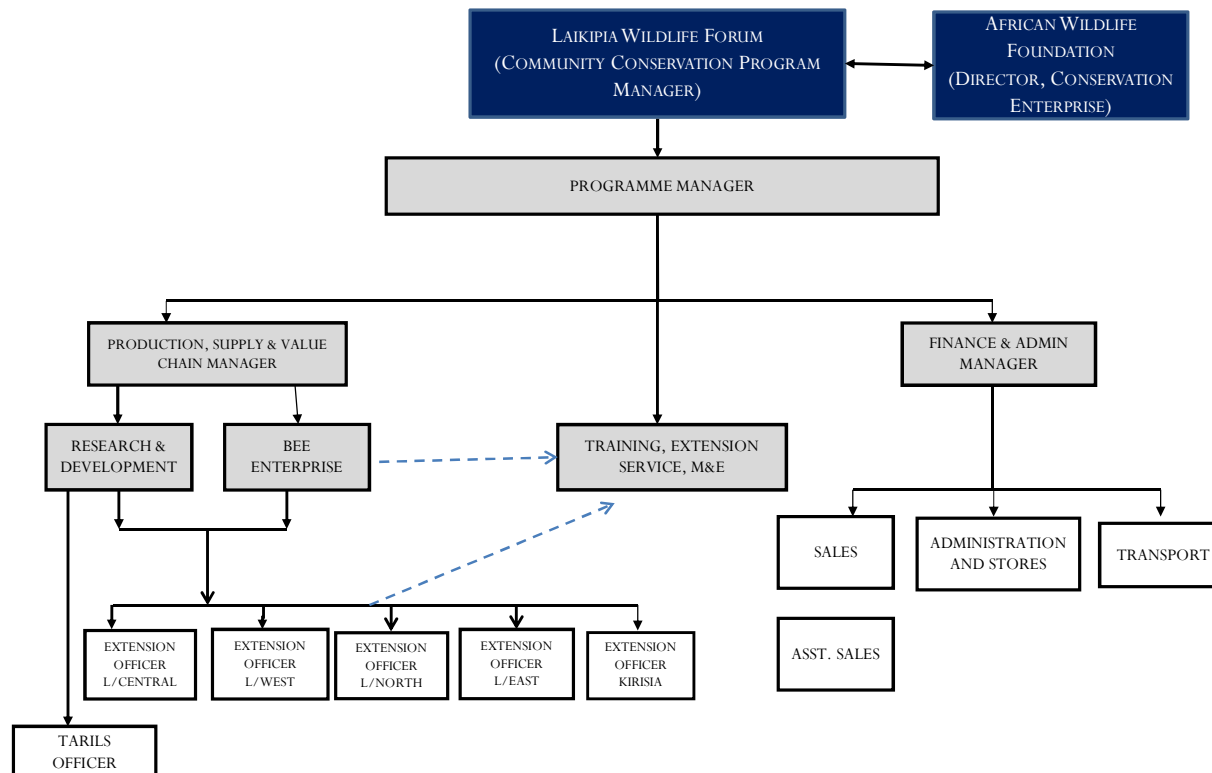 LAIKIPIA WILDLIFE FORUM
(COMMUNITY CONSERVATION PROGRAM
MANAGER)
AFRICAN WILDLIFE
FOUNDATION
(DIRECTOR, CONSERVATION
ENTERPRISE)
PROGRAMME MANAGER
PRODUCTION, SUPPLY & VALUE
CHAIN MANAGER
FINANCE & ADMIN
MANAGER
RESEARCH &
DEVELOPMENT
BEE
ENTERPRISE
TRAINING, EXTENSION
SERVICE, M&E
SALES
ADMINISTRATION
AND STORES
TRANSPORT
EXTENSION
OFFICER
L/CENTRAL
EXTENSION
OFFICER
L/WEST
EXTENSION
OFFICER
L/NORTH
EXTENSION
OFFICER
L/EAST
EXTENSION
OFFICER
KIRISIA
ASST. SALES
TARILS
OFFICER